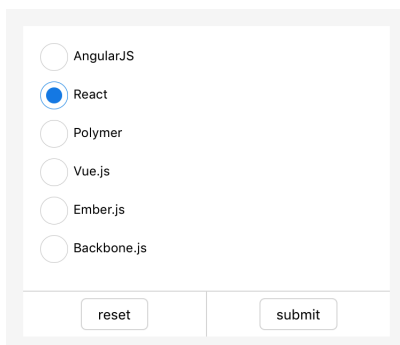 AngularJS
React
Polymer
Vue.js
Ember.js
Backbone.js
reset submit